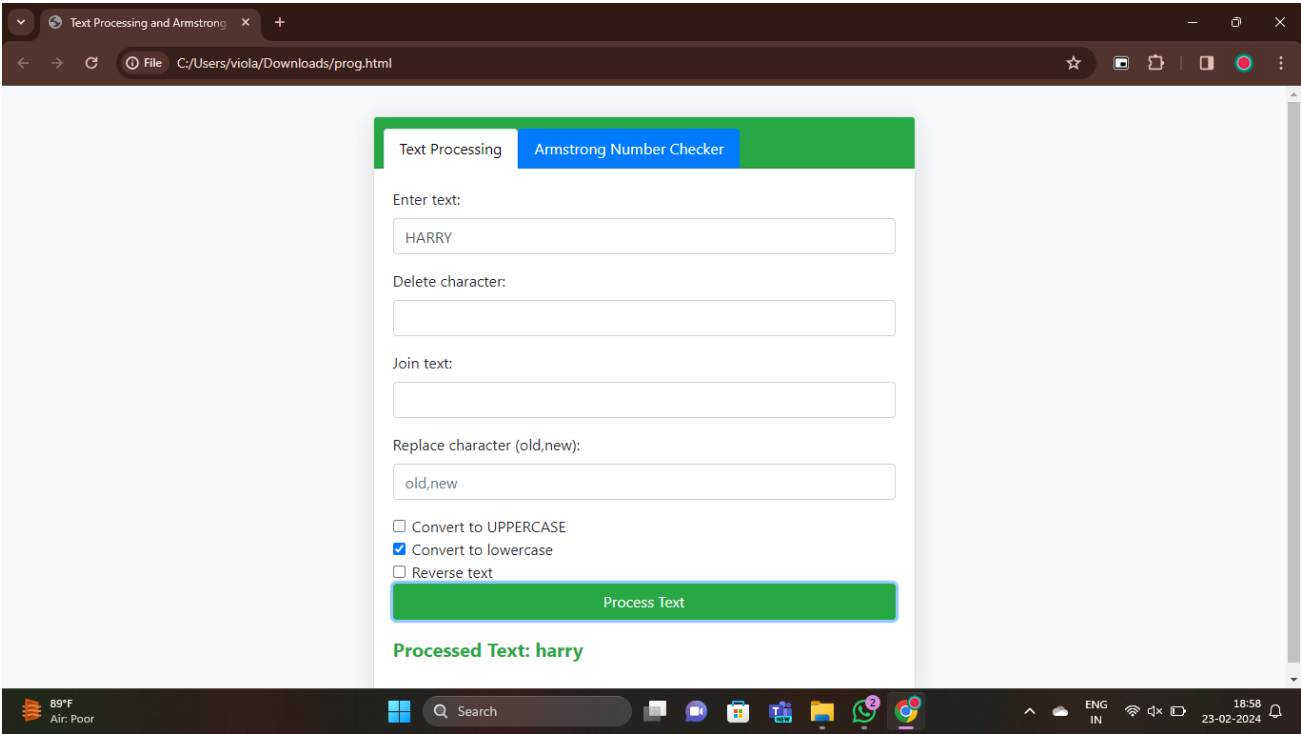 Text Processing and Armstrong
File C:/Users/viola/Downloads/prog.html
Text Processing Armstrong Number Checker
Enter text:
HARRY
Delete character:
Join text:
Replace character (old,new):
old,new
Convert to UPPERCASE
Convert to lowercase
Reverse text
Process Text
Processed Text: harry
89°F
Air: Poor
Search
2
ENG
IN
18:58
23-02-2024